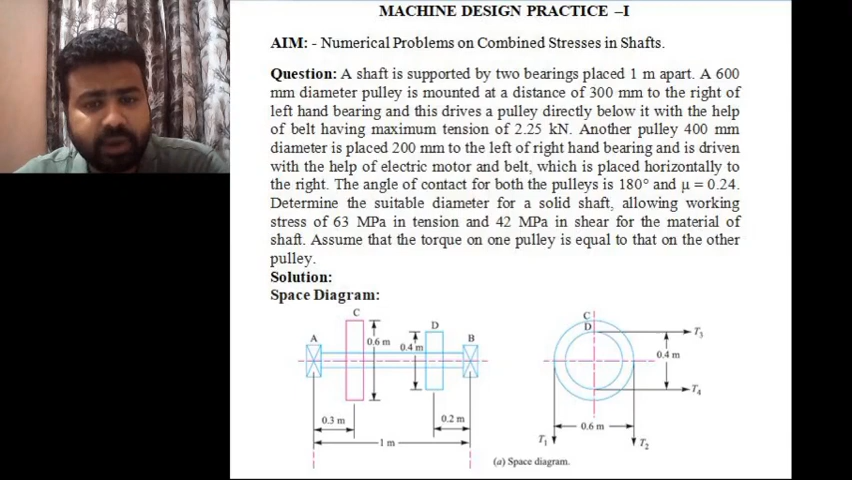 MACHINE DESIGN PRACTICE –I
AIM: - Numerical Problems on Combined Stresses in Shafts.
Question: A shaft is supported by two bearings placed 1 m apart. A 600
mm diameter pulley is mounted at a distance of 300 mm to the right of
left hand bearing and this drives a pulley directly below it with the help
of belt having maximum tension of 2.25 kN. Another pulley 400 mm
diameter is placed 200 mm to the left of right hand bearing and is driven
with the help of electric motor and belt, which is placed horizontally to
the right. The angle of contact for both the pulleys is 180° and μ = 0.24.
Determine the suitable diameter for a solid shaft, allowing working
stress of 63 MPa in tension and 42 MPa in shear for the material of
shaft. Assume that the torque on one pulley is equal to that on the other
pulley.
Solution:
Space Diagram:
C
D
A
B
0.6 m
0.4 m
0.3 m
0.2 m
1 m
C
D
T3
0.4 m
T4
0.6 m
T1
T2
(a) Space diagram.